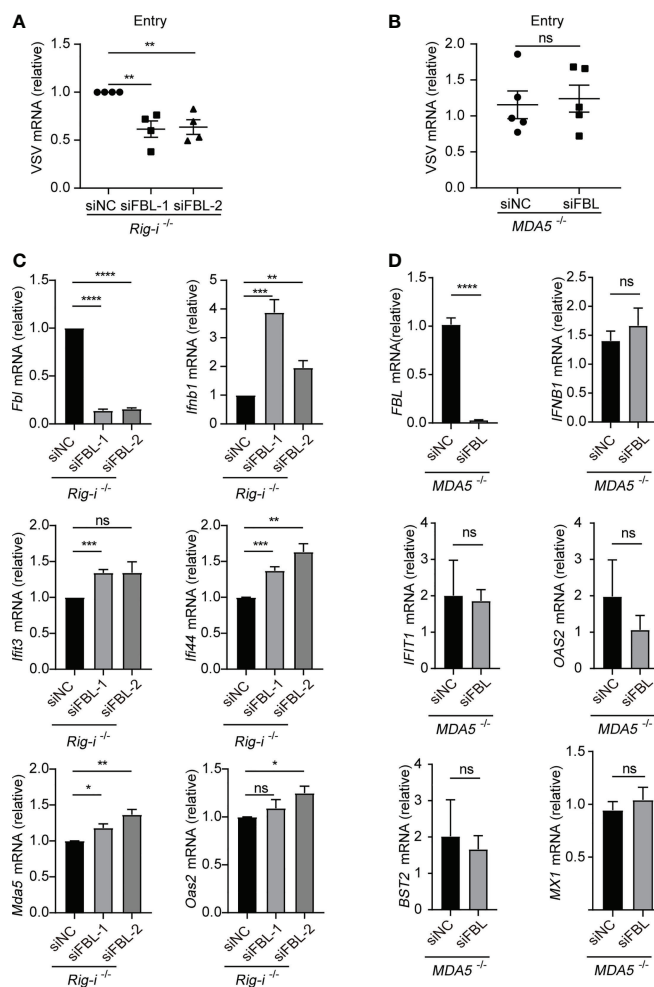 A
Entry
**
**
VSV mRNA (relative)
1.5
1.0
0.5
0.0
siNC siFBL-1 siFBL-2
Rig-i -/-
B
Entry
ns
VSV mRNA (relative)
2.0
1.5
1.0
0.5
0.0
siNC siFBL
MDA5 -/-
C
****
****
Fbl mRNA (relative)
1.5
1.0
0.5
0.0
siNC
siFBL-1
siFBL-2
Rig-i -/-
**
***
Ifnb1 mRNA (relative)
5
4
3
2
1
0
siNC
siFBL-1
siFBL-2
Rig-i -/-
ns
***
Ifit3 mRNA (relative)
2.0
1.5
1.0
0.5
0.0
siNC
siFBL-1
siFBL-2
Rig-i -/-
**
***
Ifi44 mRNA (relative)
2.0
1.5
1.0
0.5
0.0
siNC
siFBL-1
siFBL-2
Rig-i -/-
**
*
Mda5 mRNA (relative)
2.0
1.5
1.0
0.5
0.0
siNC
siFBL-1
siFBL-2
Rig-i -/-
*
ns
Oas2 mRNA (relative)
1.5
1.0
0.5
0.0
siNC
siFBL-1
siFBL-2
Rig-i -/-
D
****
FBL mRNA(relative)
1.5
1.0
0.5
0.0
siNC
siFBL
MDA5 -/-
ns
IFNB1 mRNA (relative)
2.5
2.0
1.5
1.0
0.5
0.0
siNC
siFBL
MDA5 -/-
ns
IFIT1 mRNA (relative)
4
3
2
1
0
siNC
siFBL
MDA5 -/-
ns
OAS2 mRNA (relative)
4
3
2
1
0
siNC
siFBL
MDA5 -/-
ns
BST2 mRNA (relative)
4
3
2
1
0
siNC
siFBL
MDA5 -/-
ns
MX1 mRNA (relative)
1.5
1.0
0.5
siNC
siFBL
MDA5 -/-